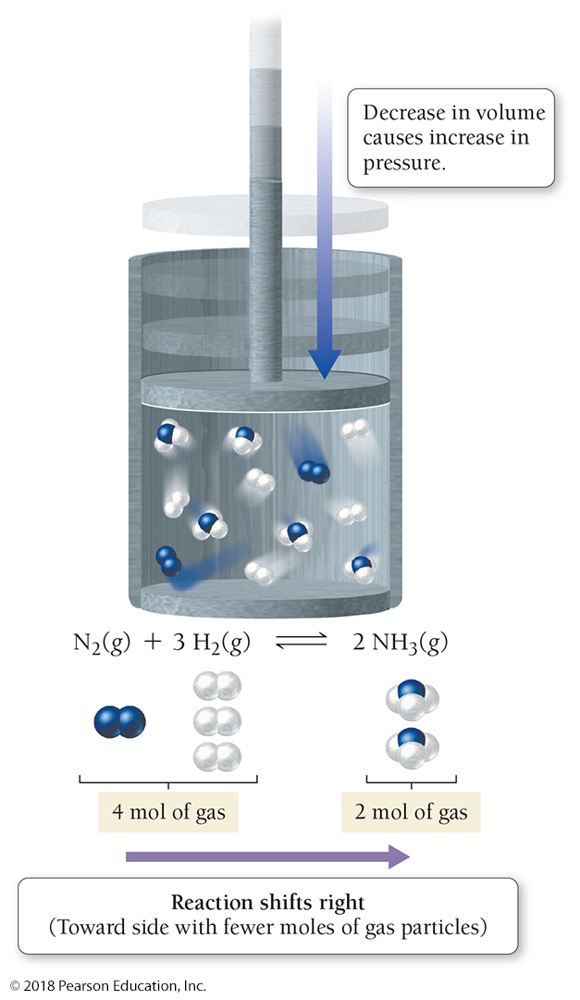 Decrease in volume
causes increase in
pressure.
N₂(g) + 3 H₂(g) ⇌ 2 NH₃(g)
4 mol of gas
2 mol of gas
Reaction shifts right
(Toward side with fewer moles of gas particles)
© 2018 Pearson Education, Inc.